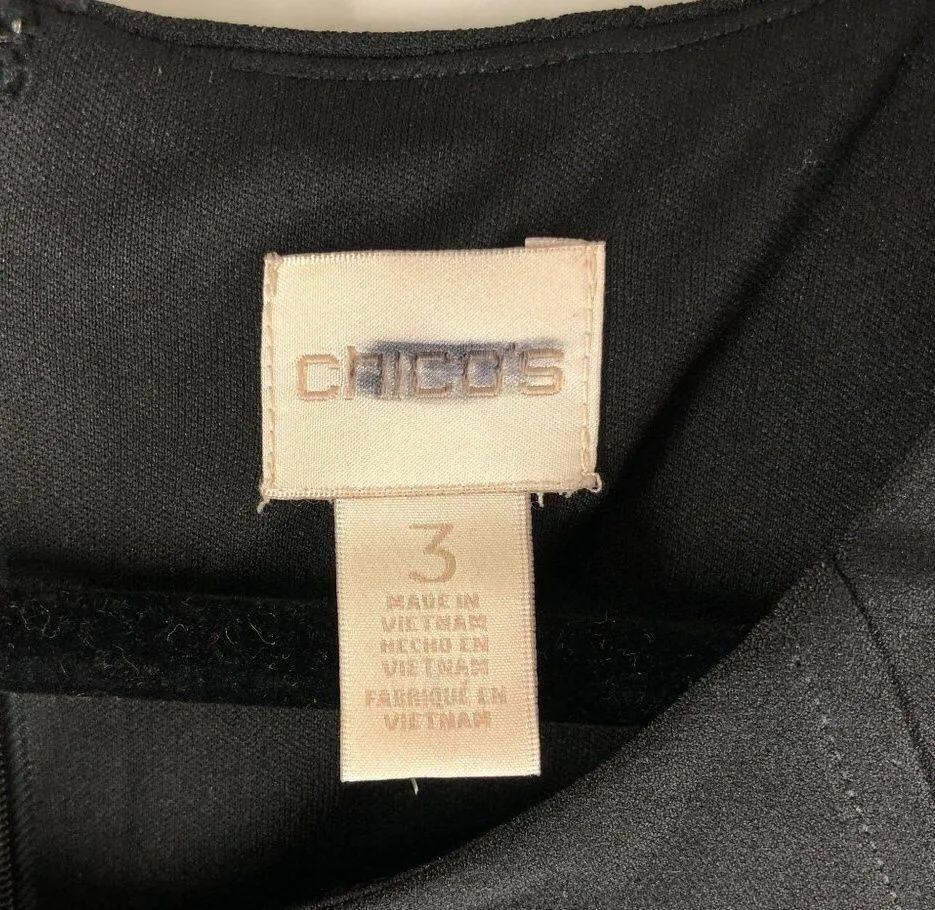 CHICO'S
3
MADE IN
VIETNAM
HECHO EN
VIETNAM
FABRIQUÉ EN
VIETNAM